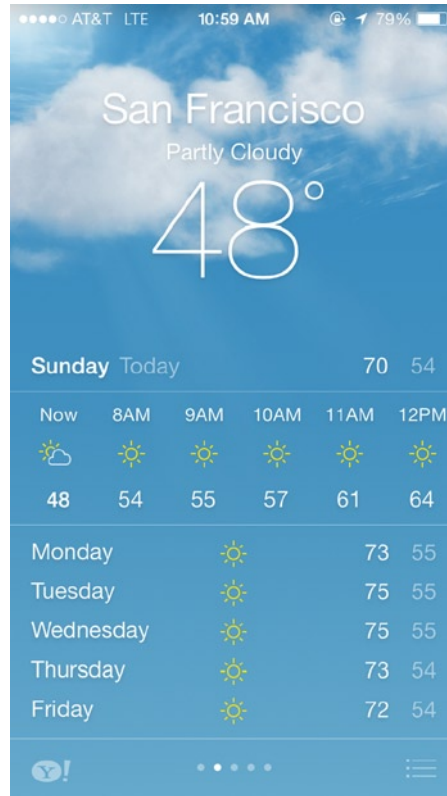 AT&T LTE 10:59 AM 79%
San Francisco
Partly Cloudy
48°
Sunday Today 70 54
Now 8AM 9AM 10AM 11AM 12PM
48 54 55 57 61 64
Monday 73 55
Tuesday 75 55
Wednesday 75 55
Thursday 73 54
Friday 72 54
Y!